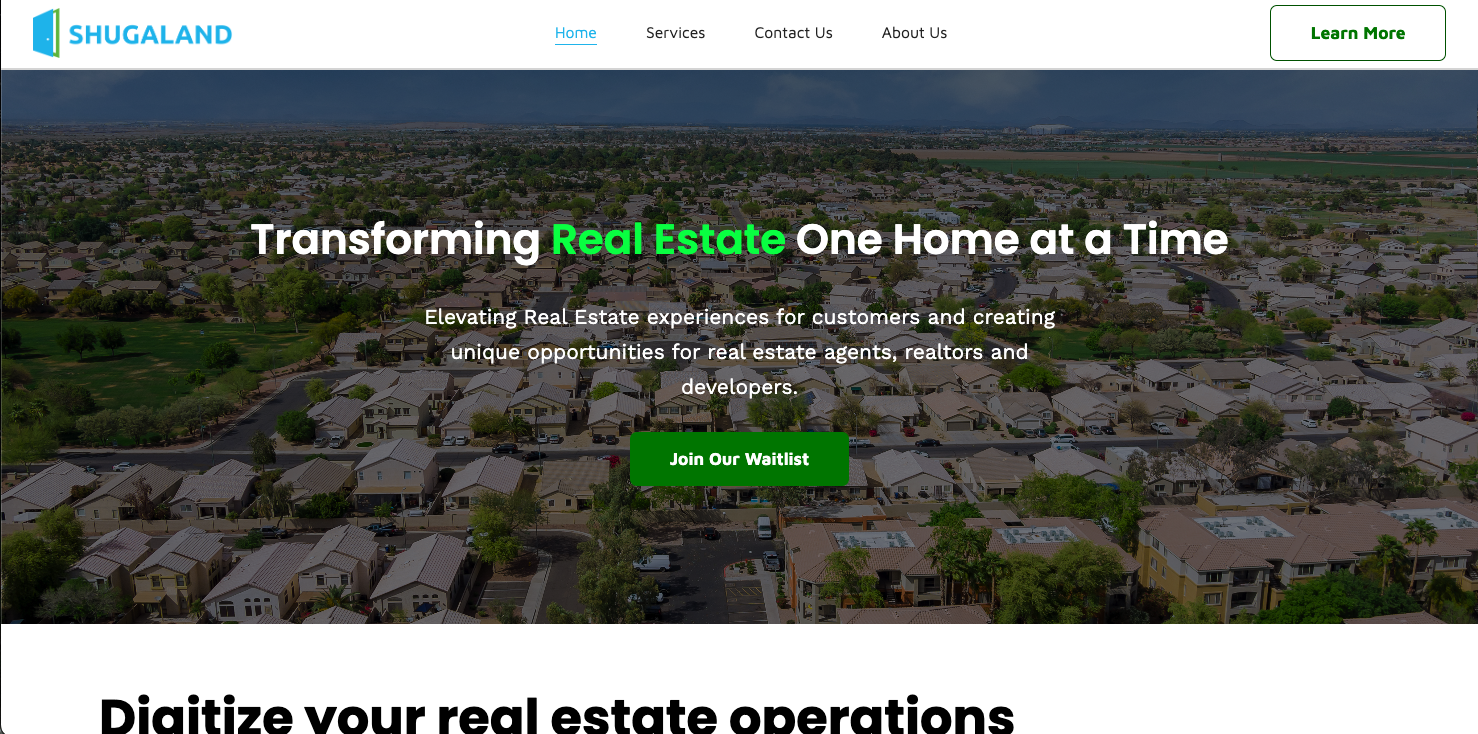 SHUGALAND
Home
Services
Contact Us
About Us
Learn More
Transforming Real Estate One Home at a Time
Elevating Real Estate experiences for customers and creating
unique opportunities for real estate agents, realtors and
developers.
Join Our Waitlist
Digitize your real estate operations